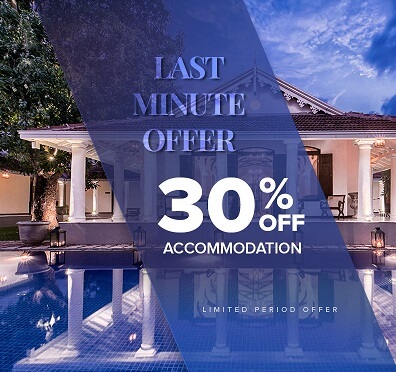 LAST
MINUTE
OFFER
30% OFF
ACCOMMODATION
LIMITED PERIOD OFFER